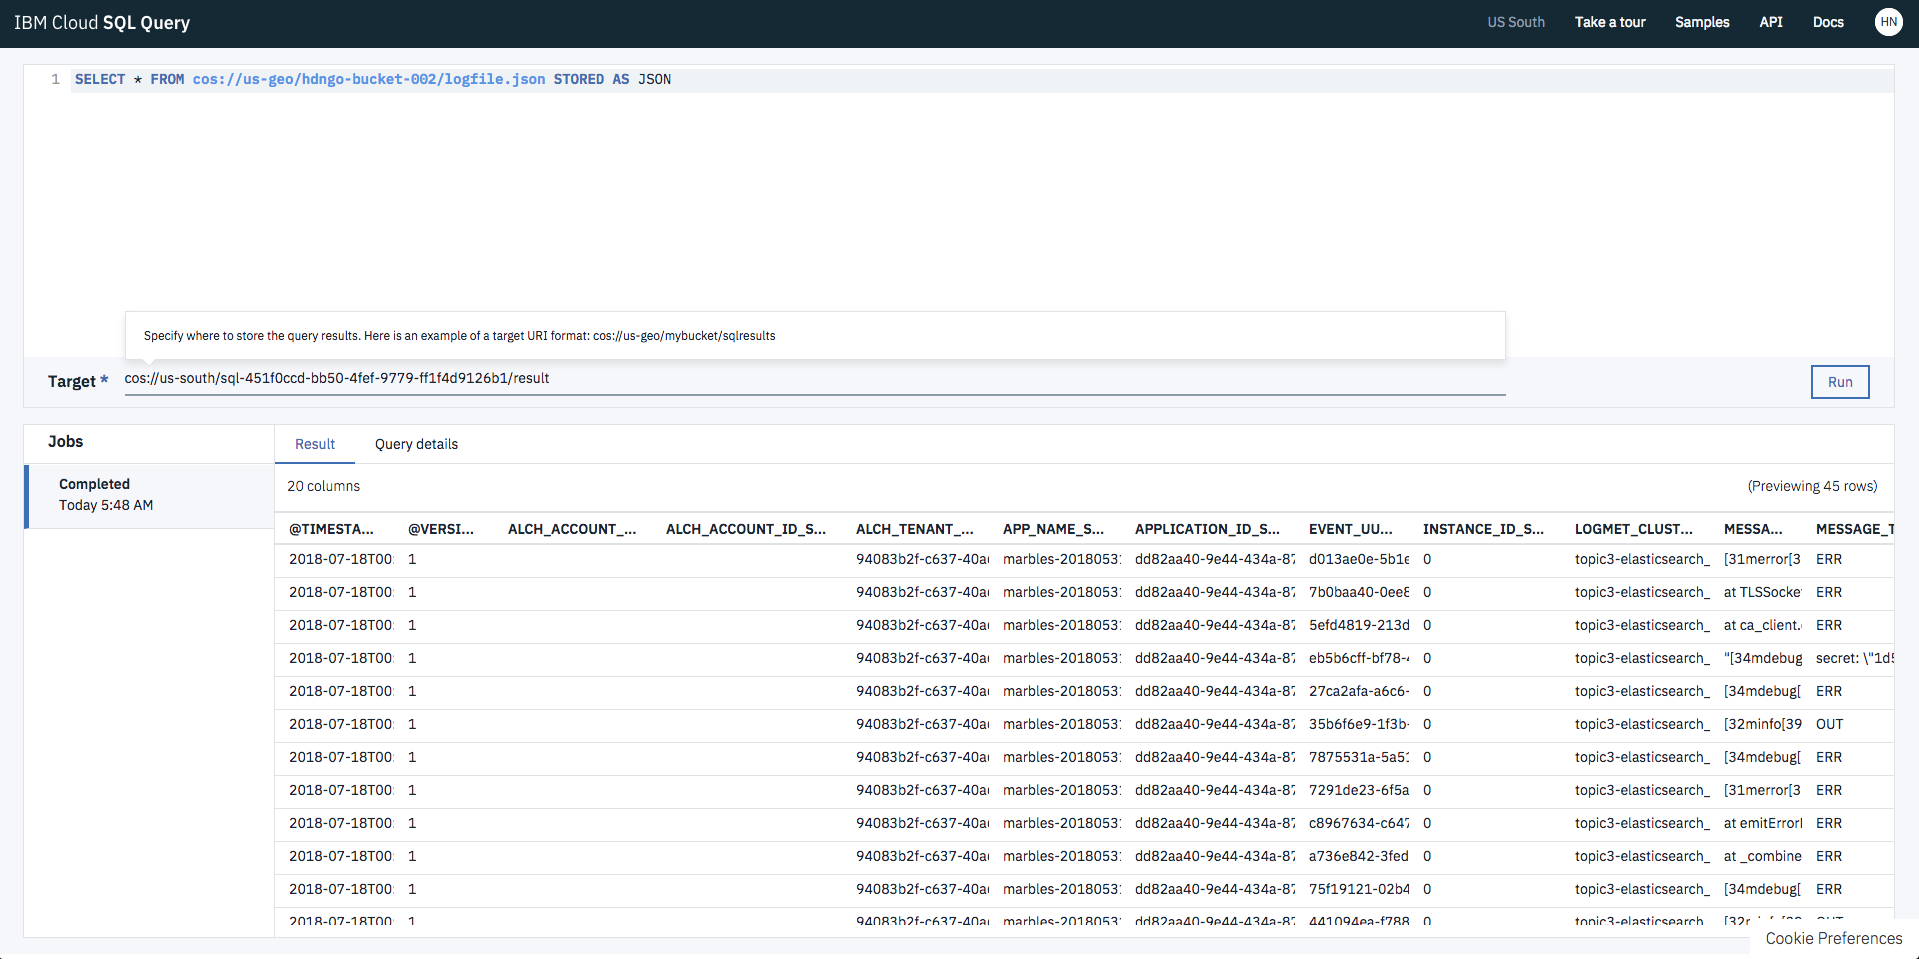 IBM Cloud SQL Query US South Take a tour Samples API Docs HN
1 SELECT * FROM cos://us-geo/hdngo-bucket-002/logfile.json STORED AS JSON
Specify where to store the query results. Here is an example of a target URI format: cos://us-geo/mybucket/sqlresults
Target * cos://us-south/sql-451f0ccd-bb50-4fef-9779-ff1f4d9126b1/result Run
Jobs Result Query details
Completed
Today 5:48 AM
20 columns (Previewing 45 rows)
@TIMESTA... @VERSI... ALCH_ACCOUNT_... ALCH_ACCOUNT_ID_S... ALCH_TENANT_... APP_NAME_S... APPLICATION_ID_S... EVENT_UU... INSTANCE_ID_S... LOGMET_CLUST... MESSA... MESSAGE_T
2018-07-18T00: 1 94083b2f-c637-40a marbles-2018053 dd82aa40-9e44-434a-87 d013ae0e-5b1e 0 topic3-elasticsearch_ [31merror[3 ERR
2018-07-18T00: 1 94083b2f-c637-40a marbles-2018053 dd82aa40-9e44-434a-87 7b0baa40-0ee8 0 topic3-elasticsearch_ at TLSSocke ERR
2018-07-18T00: 1 94083b2f-c637-40a marbles-2018053 dd82aa40-9e44-434a-87 5efd4819-213d 0 topic3-elasticsearch_ at ca_client. ERR
2018-07-18T00: 1 94083b2f-c637-40a marbles-2018053 dd82aa40-9e44-434a-87 eb5b6cff-bf78- 0 topic3-elasticsearch_ "[34mdebug secret: \"1d5
2018-07-18T00: 1 94083b2f-c637-40a marbles-2018053 dd82aa40-9e44-434a-87 27ca2afa-a6c6- 0 topic3-elasticsearch_ [34mdebug[ ERR
2018-07-18T00: 1 94083b2f-c637-40a marbles-2018053 dd82aa40-9e44-434a-87 35b6f6e9-1f3b- 0 topic3-elasticsearch_ [32minfo[39 OUT
2018-07-18T00: 1 94083b2f-c637-40a marbles-2018053 dd82aa40-9e44-434a-87 7875531a-5a51 0 topic3-elasticsearch_ [34mdebug[ ERR
2018-07-18T00: 1 94083b2f-c637-40a marbles-2018053 dd82aa40-9e44-434a-87 7291de23-6f5a 0 topic3-elasticsearch_ [31merror[3 ERR
2018-07-18T00: 1 94083b2f-c637-40a marbles-2018053 dd82aa40-9e44-434a-87 c8967634-c647 0 topic3-elasticsearch_ at emitErrorI ERR
2018-07-18T00: 1 94083b2f-c637-40a marbles-2018053 dd82aa40-9e44-434a-87 a736e842-3fed 0 topic3-elasticsearch_ at _combine ERR
2018-07-18T00: 1 94083b2f-c637-40a marbles-2018053 dd82aa40-9e44-434a-87 75f19121-02b4 0 topic3-elasticsearch_ [34mdebug[ ERR
2018-07-18T00: 1 94083b2f-c637-40a marbles-2018053 dd82aa40-9e44-434a-87 441094ea-f788 0 topic3-elasticsearch_
Cookie Preferences